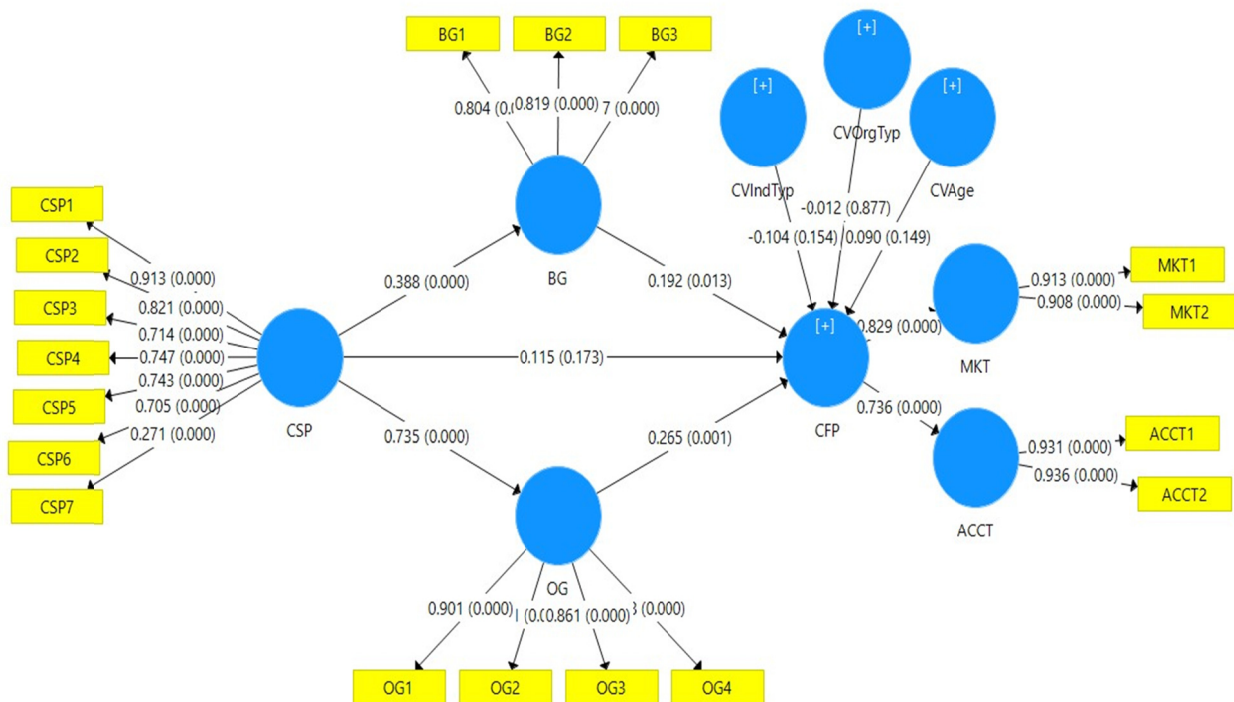 BG1 BG2 BG3
[+]
[+] [+]
0.804 0.819 (0.000) 7 (0.000)
CVOrgTyp
CVIndTyp CVAge
CSP1
-0.012 (0.877)
BG
-0.104 (0.154) 0.090 (0.149)
CSP2
0.913 (0.000)
0.388 (0.000)
0.192 (0.013)
0.913 (0.000) MKT1
0.908 (0.000) MKT2
CSP3
0.821 (0.000)
0.714 (0.000)
[+]
0.829 (0.000)
CSP4
0.747 (0.000)
0.115 (0.173)
MKT
0.743 (0.000)
CSP5
0.705 (0.000)
0.271 (0.000)
CSP
CFP
0.736 (0.000)
0.735 (0.000)
0.265 (0.001)
0.931 (0.000) ACCT1
0.936 (0.000) ACCT2
CSP6
CSP7
ACCT
OG
0.901 (0.000) 0.861 (0.000) (0.000)
OG1 OG2 OG3 OG4